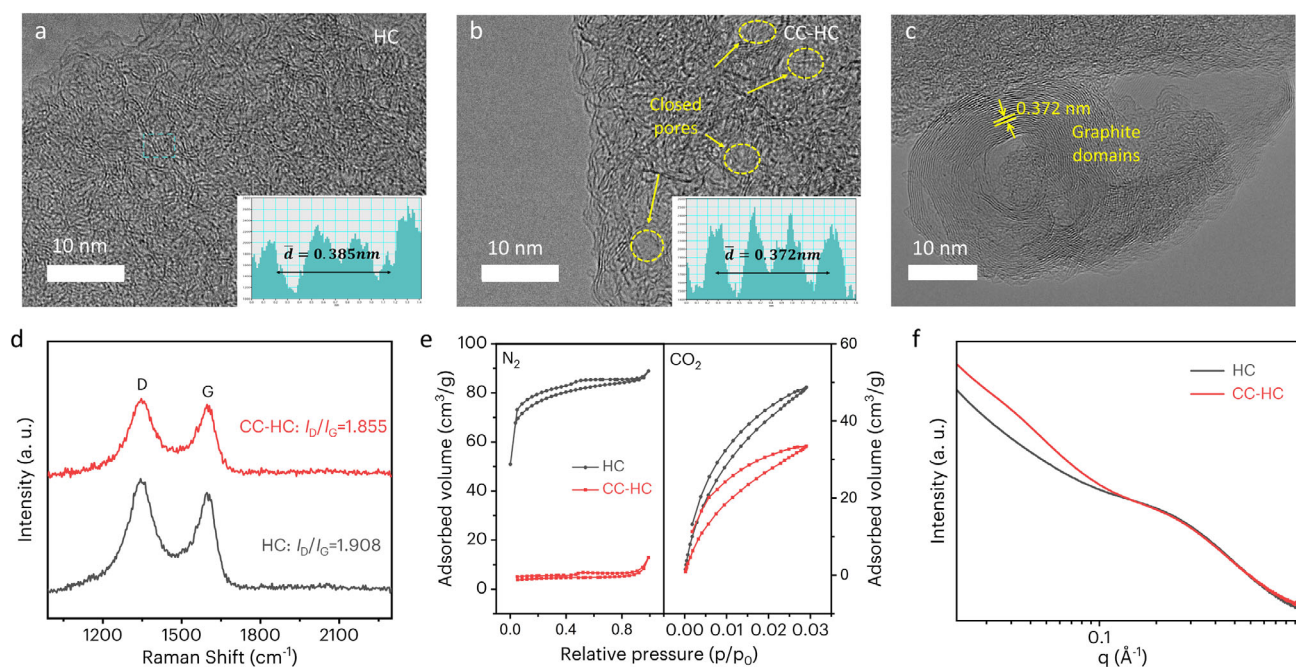 a
HC
10 nm
d̅ = 0.385nm
b
CC-HC
Closed
pores
10 nm
d̅ = 0.372nm
c
0.372 nm
Graphite
domains
10 nm
d
D
G
CC-HC: I_D/I_G=1.855
HC: I_D/I_G=1.908
Intensity (a. u.)
1200 1500 1800 2100
Raman Shift (cm⁻¹)
e
N₂
CO₂
HC
CC-HC
Adsorbed volume (cm³/g)
100
80
60
40
20
0
Adsorbed volume (cm³/g)
60
40
20
0
0.0 0.4 0.8 0.00 0.01 0.02 0.03
Relative pressure (p/p₀)
f
HC
CC-HC
Intensity (a. u.)
0.1
q (Å⁻¹)